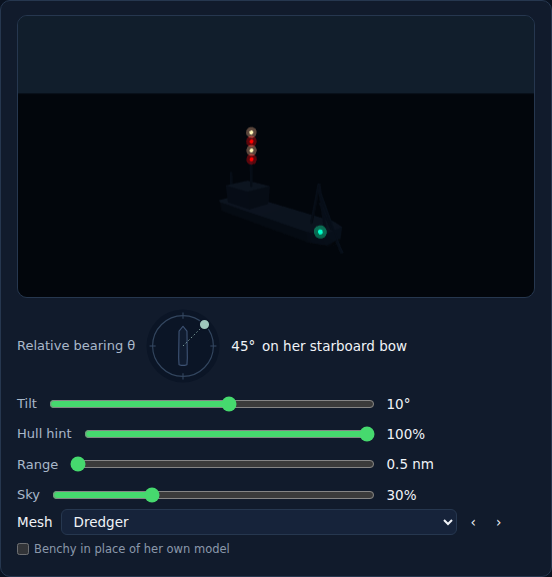 Relative bearing θ 45° on her starboard bow
Tilt 10°
Hull hint 100%
Range 0.5 nm
Sky 30%
Mesh Dredger ‹ ›
Benchy in place of her own model